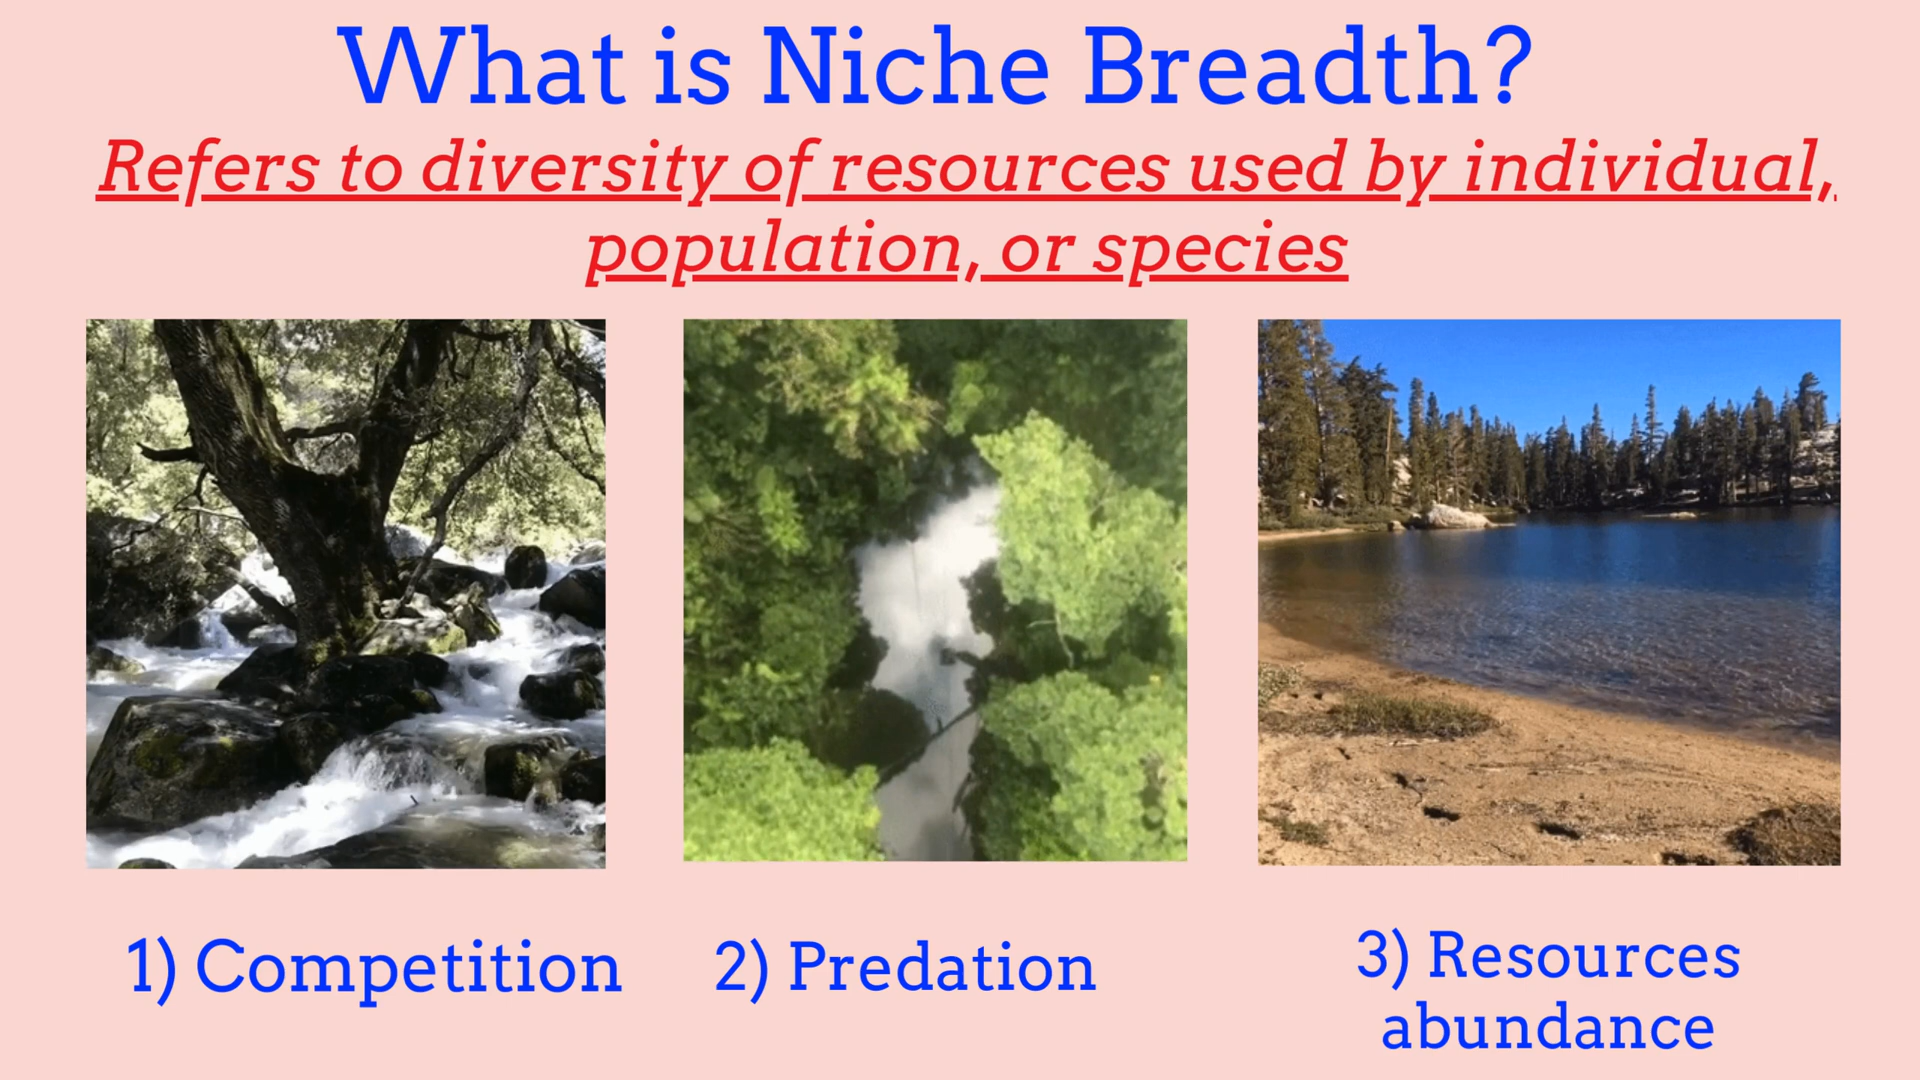 What is Niche Breadth?
Refers to diversity of resources used by individual,
population, or species
1) Competition
2) Predation
3) Resources
abundance